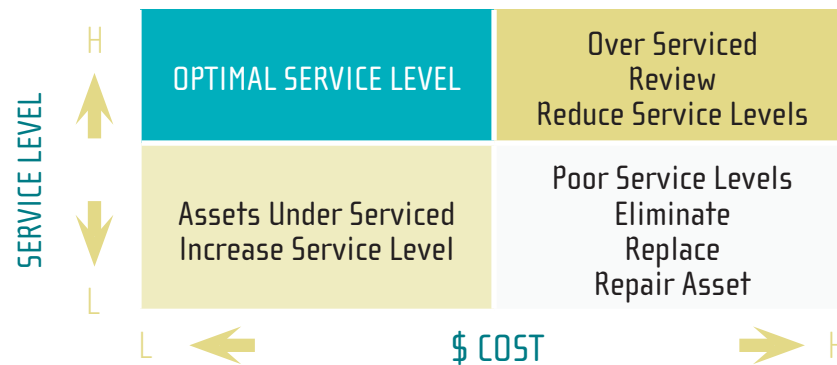 SERVICE LEVEL
H
L
OPTIMAL SERVICE LEVEL
Over Serviced
Review
Reduce Service Levels
Assets Under Serviced
Increase Service Level
Poor Service Levels
Eliminate
Replace
Repair Asset
L
$ COST
H